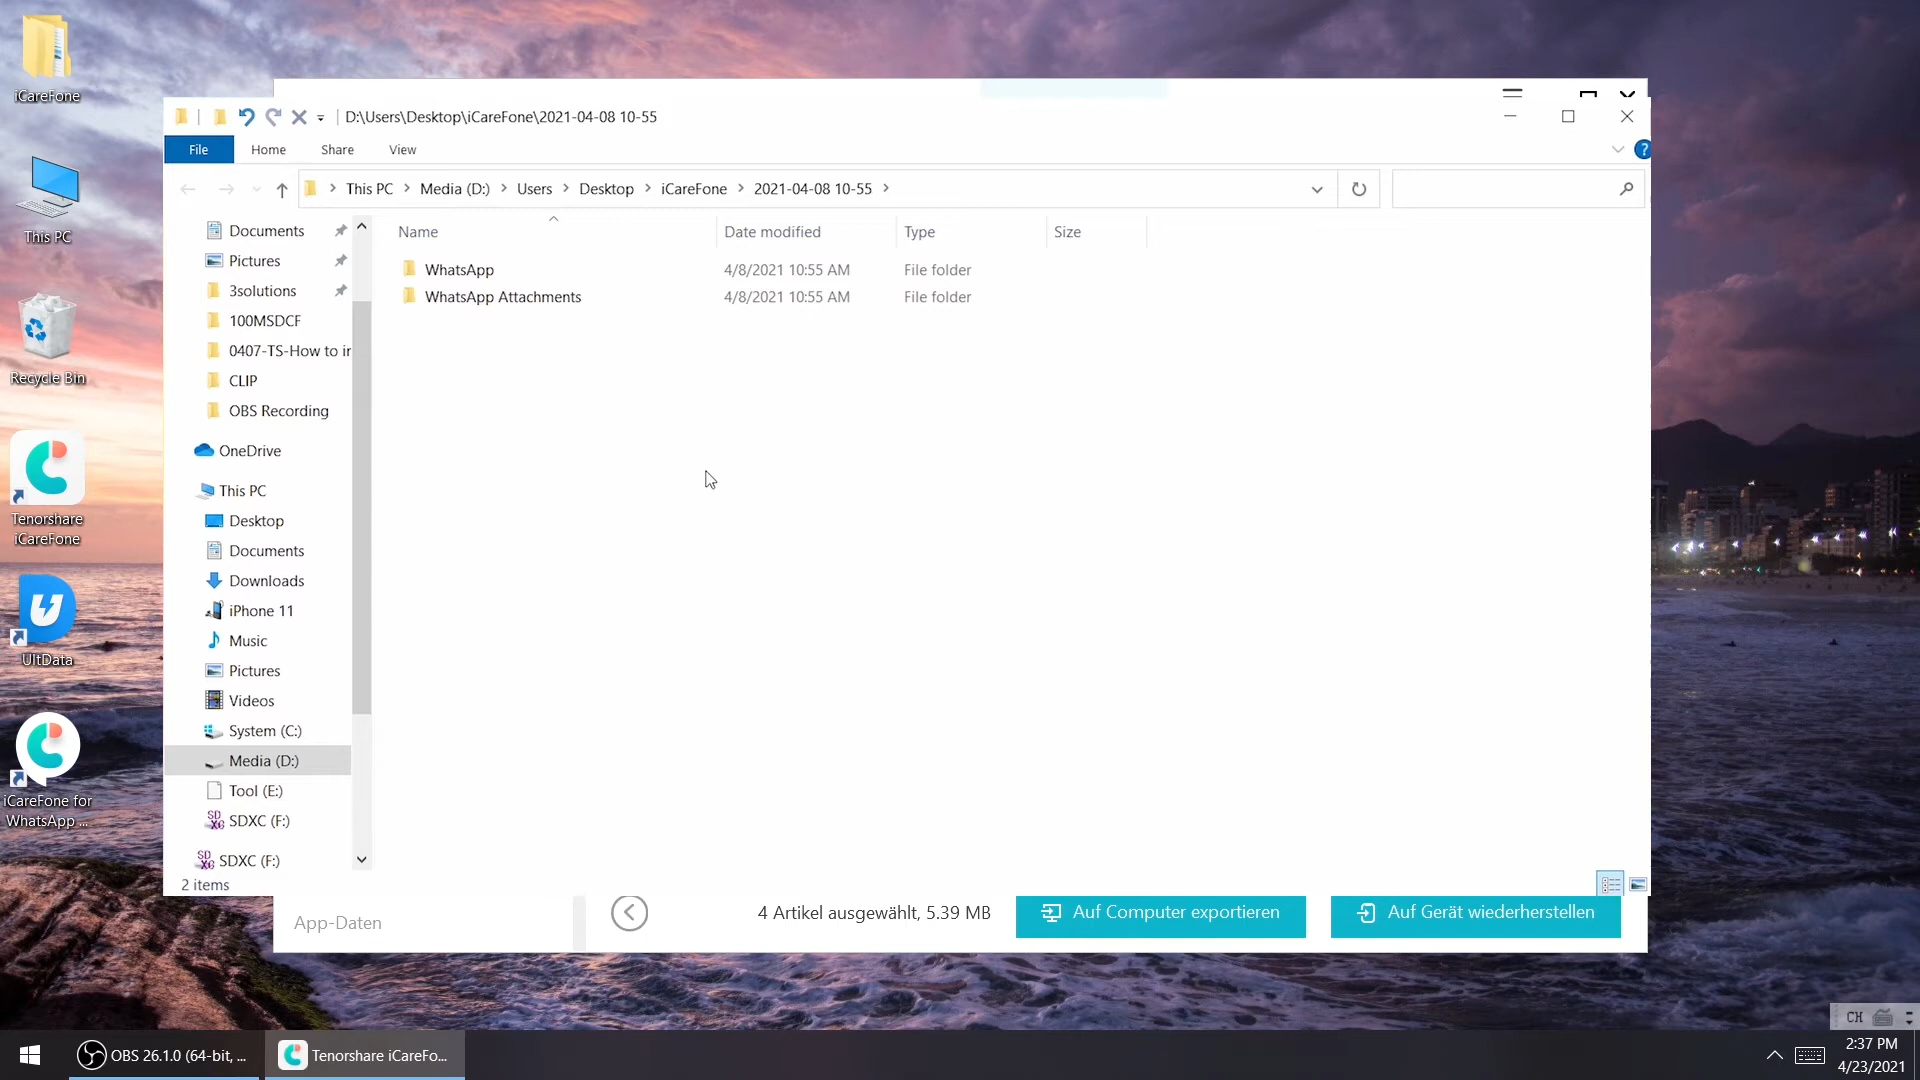 iCareFone
This PC
Recycle Bin
Tenorshare
iCareFone
UltData
iCareFone for
WhatsApp ...
D:\Users\Desktop\iCareFone\2021-04-08 10-55
File Home Share View
?
This PC > Media (D:) > Users > Desktop > iCareFone > 2021-04-08 10-55 >
Documents
Pictures
3solutions
100MSDCF
0407-TS-How to ir
CLIP
OBS Recording
OneDrive
This PC
Desktop
Documents
Downloads
iPhone 11
Music
Pictures
Videos
System (C:)
Media (D:)
Tool (E:)
SDXC (F:)
SDXC (F:)
2 items
Name Date modified Type Size
WhatsApp 4/8/2021 10:55 AM File folder
WhatsApp Attachments 4/8/2021 10:55 AM File folder
App-Daten
4 Artikel ausgewählt, 5.39 MB
Auf Computer exportieren
Auf Gerät wiederherstellen
CH
OBS 26.1.0 (64-bit, ...
Tenorshare iCareFo...
2:37 PM
4/23/2021